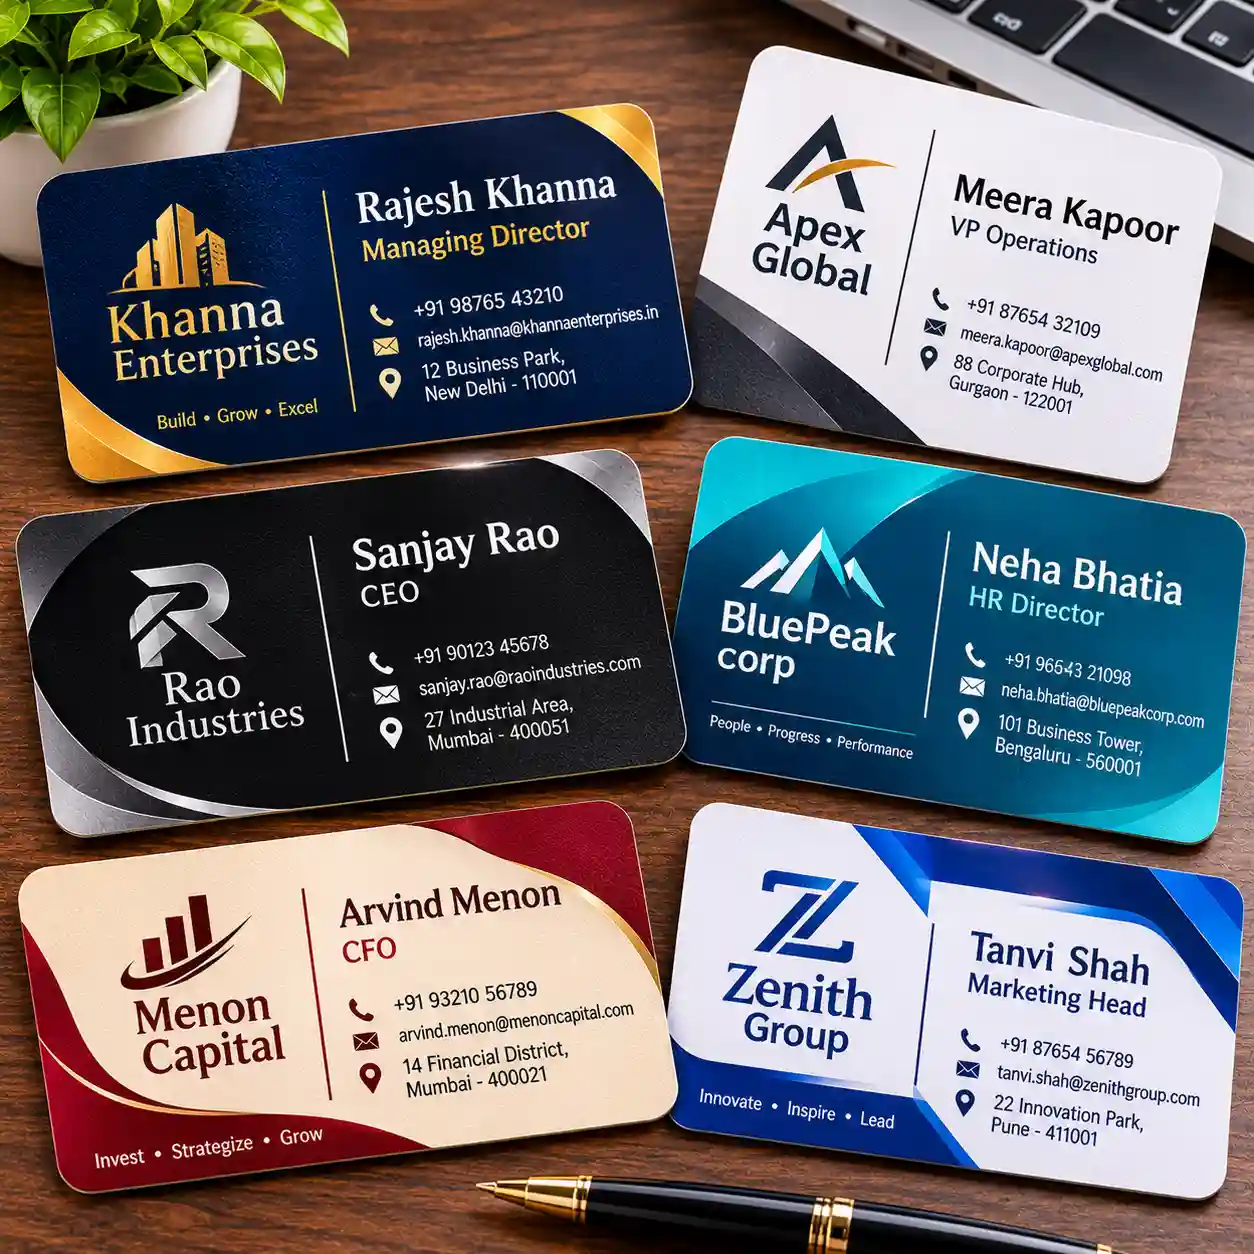 Khanna
Enterprises
Build • Grow • Excel
Rajesh Khanna
Managing Director
+91 98765 43210
rajesh.khanna@khannaenterprises.in
12 Business Park,
New Delhi - 110001
Apex
Global
Meera Kapoor
VP Operations
+91 87654 32109
meera.kapoor@apexglobal.com
88 Corporate Hub,
Gurgaon - 122001
Rao
Industries
Sanjay Rao
CEO
+91 90123 45678
sanjay.rao@raoindustries.com
27 Industrial Area,
Mumbai - 400051
BluePeak
corp
People • Progress • Performance
Neha Bhatia
HR Director
+91 96543 21098
neha.bhatia@bluepeakcorp.com
101 Business Tower,
Bengaluru - 560001
Menon
Capital
Invest • Strategize • Grow
Arvind Menon
CFO
+91 93210 56789
arvind.menon@menoncapital.com
14 Financial District,
Mumbai - 400021
Zenith
Group
Innovate • Inspire • Lead
Tanvi Shah
Marketing Head
+91 87654 56789
tanvi.shah@zenithgroup.com
22 Innovation Park,
Pune - 411001